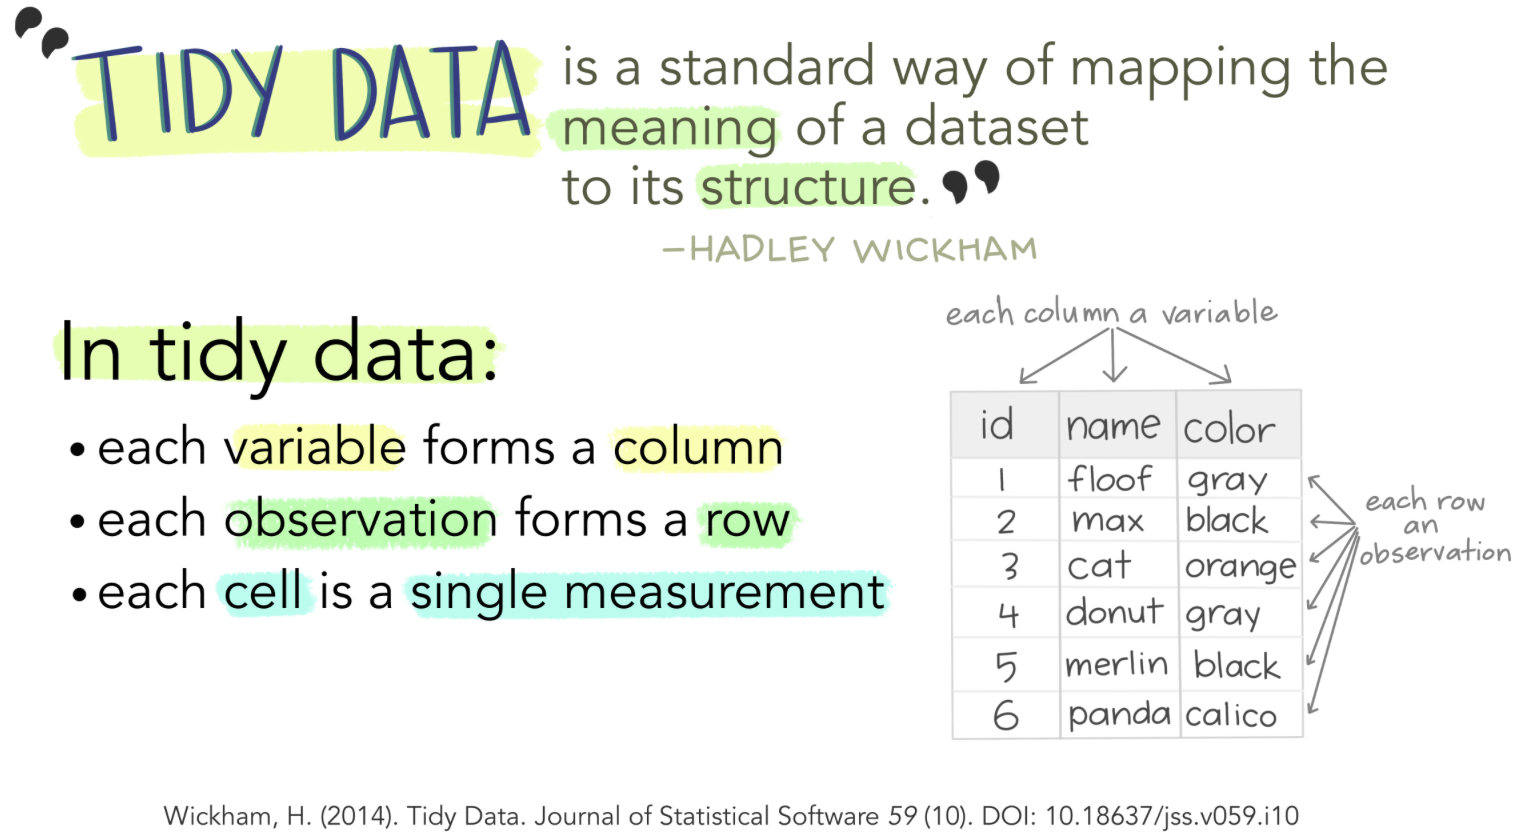 “TIDY DATA is a standard way of mapping the
meaning of a dataset
to its structure.”
–HADLEY WICKHAM
In tidy data:
• each variable forms a column
• each observation forms a row
• each cell is a single measurement
each column a variable
id name color
1 floof gray
2 max black
3 cat orange
4 donut gray
5 merlin black
6 panda calico
each row
an
observation
Wickham, H. (2014). Tidy Data. Journal of Statistical Software 59 (10). DOI: 10.18637/jss.v059.i10